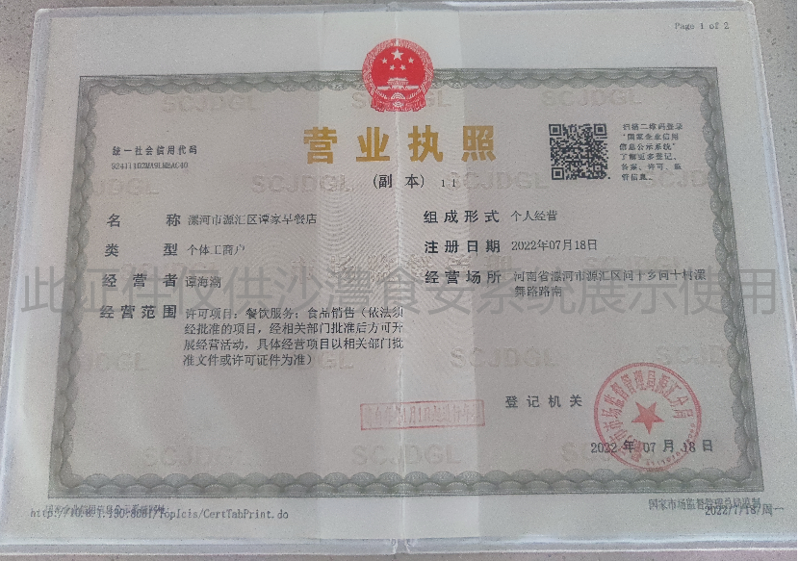 Page 1 of 2
营业执照
(副 本) 1-1
统一社会信用代码
扫描二维码登录
"国家企业信用
信息公示系统"
了解更多登记、
备案、许可、监
管信息。
名 称 漯河市源汇区谭家早餐店
类 型 个体工商户
经 营 者 谭海潮
经营范围 许可项目：餐饮服务；食品销售（依法须
经批准的项目，经相关部门批准后方可开
展经营活动，具体经营项目以相关部门批
准文件或许可证件为准）
组成形式 个人经营
注册日期 2022年07月18日
经营场所 河南省漯河市源汇区问十乡问十村漯
舞路路南
此证件仅供沙澧食安系统展示使用
登记机关
2022 年 07 月 18 日
国家市场监督管理总局监制
2022/7/18/周一